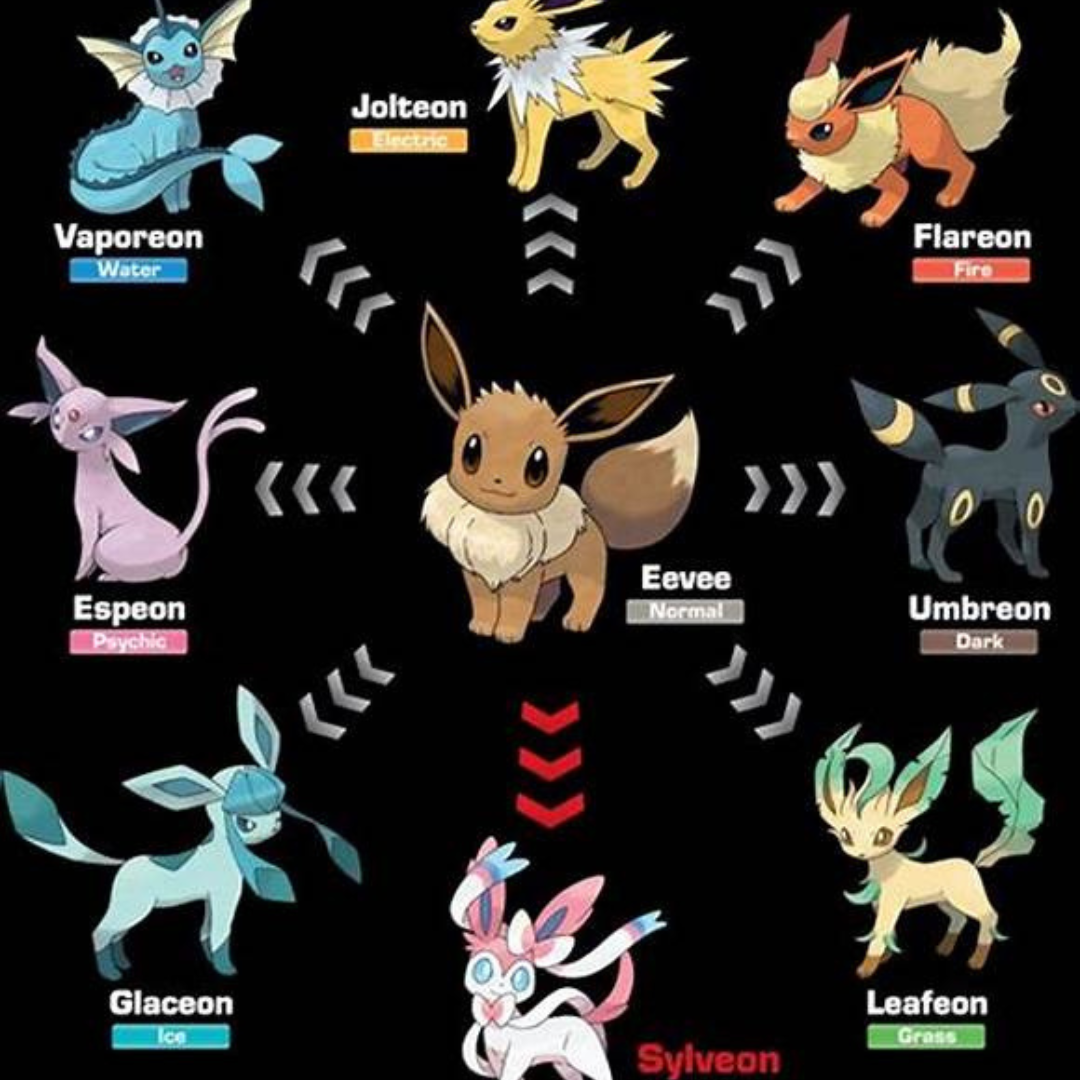 Jolteon
Electric
Vaporeon
Water
Flareon
Fire
Eevee
Normal
Espeon
Psychic
Umbreon
Dark
Glaceon
Ice
Leafeon
Grass
Sylveon